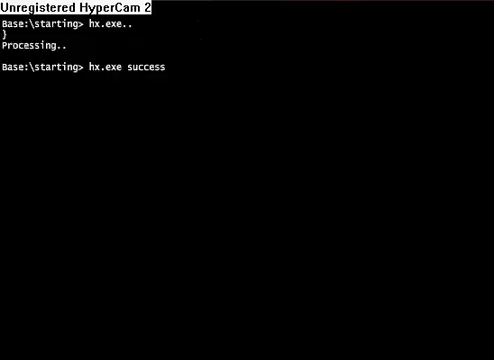 Unregistered HyperCam 2
Base:\starting> hx.exe..
}
Processing..
Base:\starting> hx.exe success